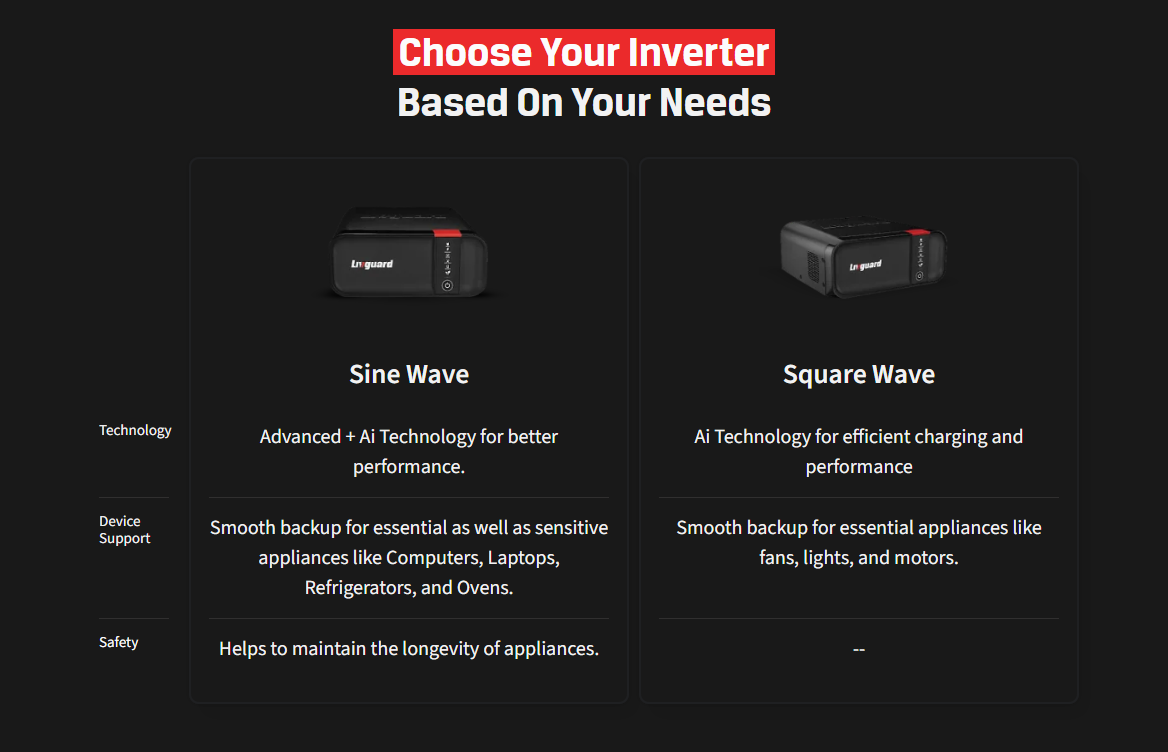 Choose Your Inverter
Based On Your Needs
Livguard
Livguard
Sine Wave
Square Wave
Technology
Advanced + Ai Technology for better
performance.
Ai Technology for efficient charging and
performance
Device
Support
Smooth backup for essential as well as sensitive
appliances like Computers, Laptops,
Refrigerators, and Ovens.
Smooth backup for essential appliances like
fans, lights, and motors.
Safety
Helps to maintain the longevity of appliances.
--